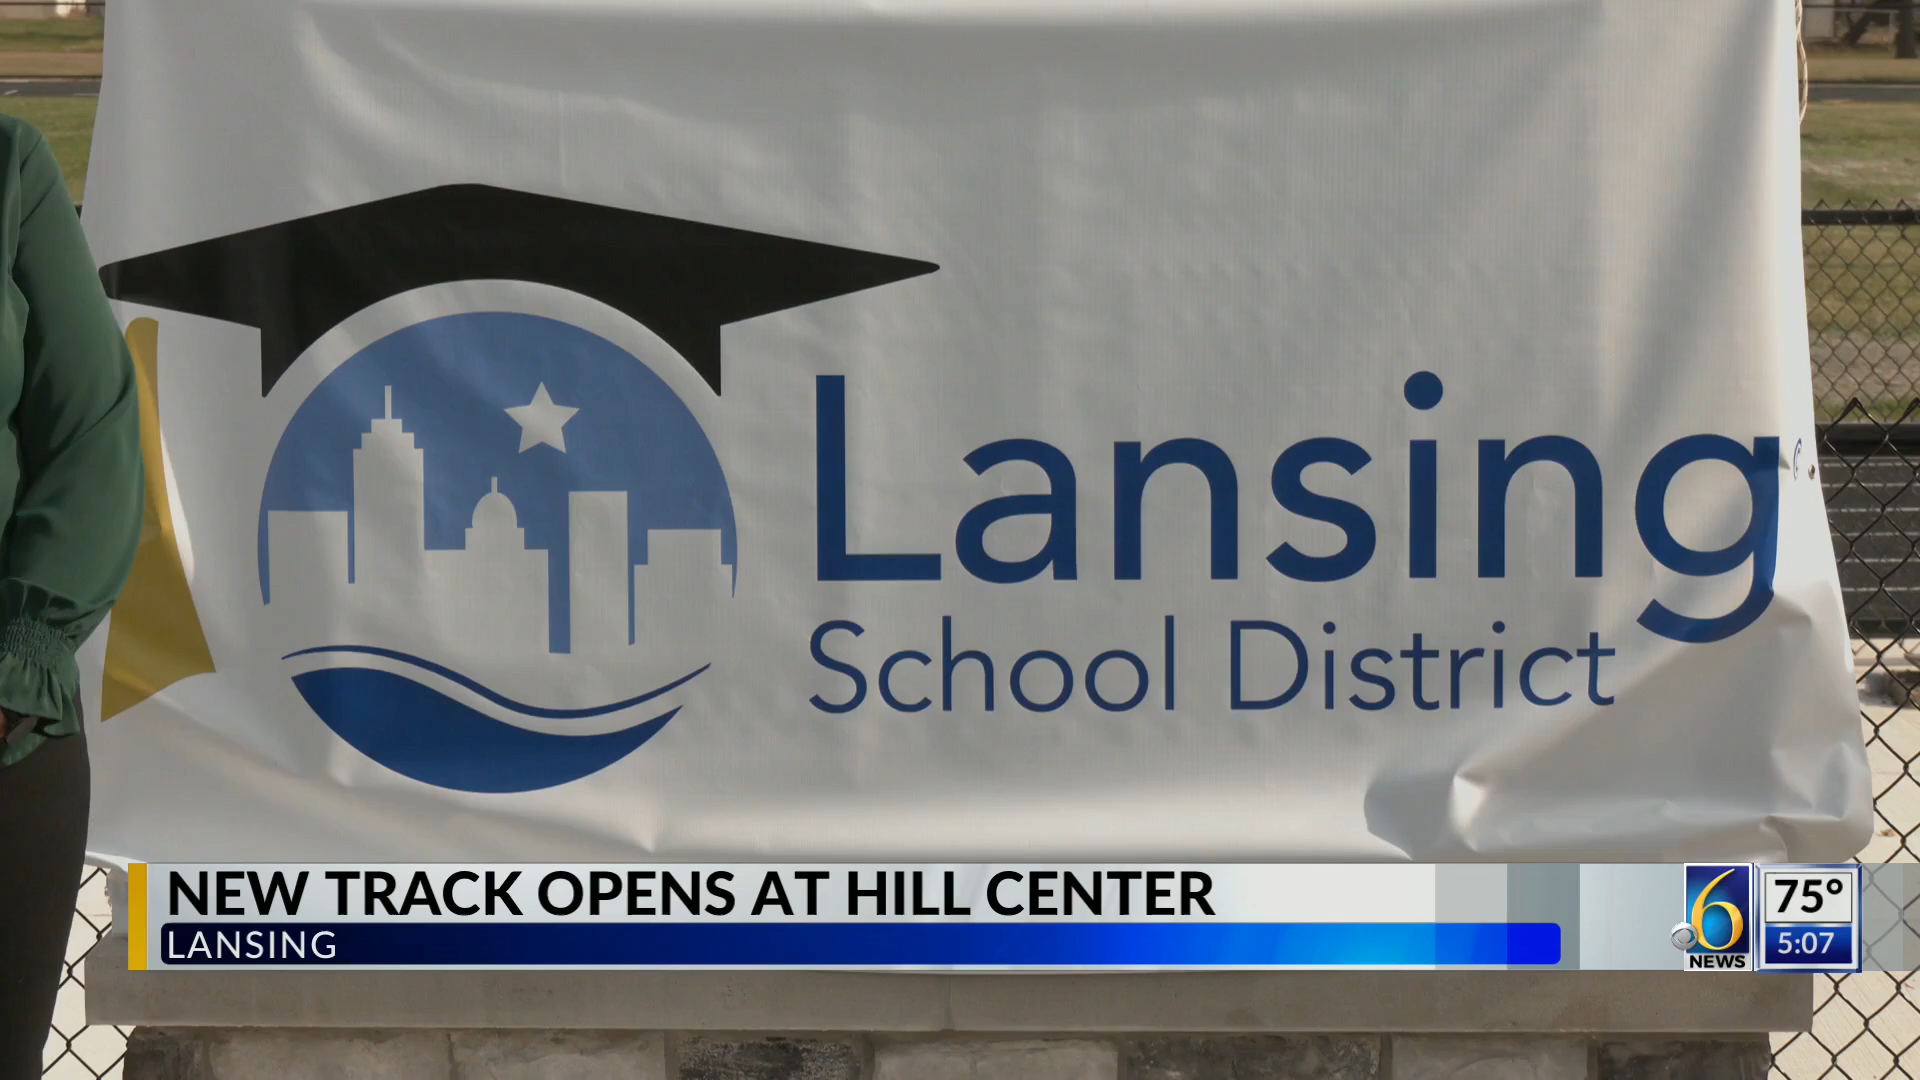 Lansing
School District
NEW TRACK OPENS AT HILL CENTER
LANSING
6
NEWS
75°
5:07